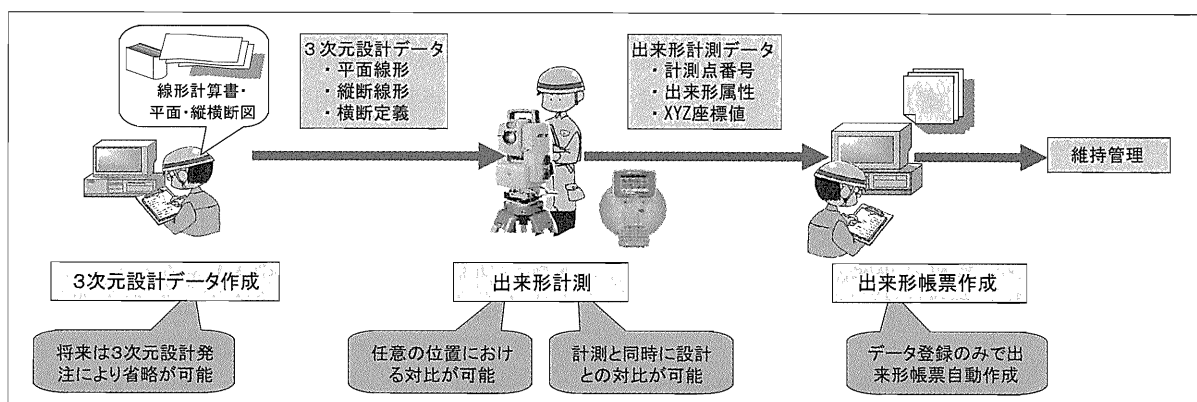 線形計算書・
平面・縦横断図
3次元設計データ
・平面線形
・縦断線形
・横断定義
出来形計測データ
・計測点番号
・出来形属性
・XYZ座標値
維持管理
3次元設計データ作成
出来形計測
出来形帳票作成
将来は3次元設計発
注により省略が可能
任意の位置におけ
る対比が可能
計測と同時に設計
との対比が可能
データ登録のみで出
来形帳票自動作成